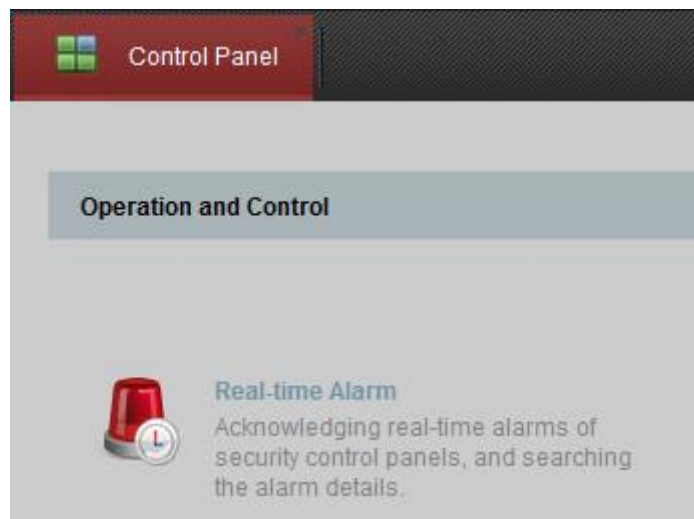 Control Panel
Operation and Control
Real-time Alarm
Acknowledging real-time alarms of
security control panels, and searching
the alarm details.